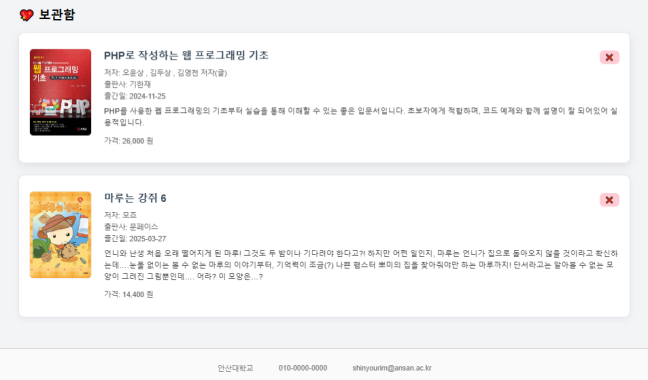 보관함
웹 프로그래밍
기초
PHP
PHP로 작성하는 웹 프로그래밍 기초
저자: 오윤상 , 김두상 , 김영천 저자(글)
출판사: 기한재
출간일: 2024-11-25
PHP를 사용한 웹 프로그래밍의 기초부터 실습을 통해 이해할 수 있는 좋은 입문서입니다. 초보자에게 적합하며, 코드 예제와 함께 설명이 잘 되어있어 실
용적입니다.
가격: 26,000 원
마루는 강쥐 6
저자: 모죠
출판사: 문페이스
출간일: 2025-03-27
언니와 난생 처음 오래 떨어지게 된 마루! 그것도 두 밤이나 기다려야 한다고?! 하지만 어떤 일인지, 마루는 언니가 집으로 돌아오지 않을 것이라고 확신하
는데....눈물 없이는 볼 수 없는 마루의 이야기부터, 기억력이 조금(?) 나쁜 햄스터 뽀미의 집을 찾아줘야만 하는 마루까지! 단서라고는 알아볼 수 없는 모
양이 그려진 그림뿐인데.... 어라? 이 모양은...?
가격: 14,400 원
안산대학교 010-0000-0000 shinyourim@ansan.ac.kr